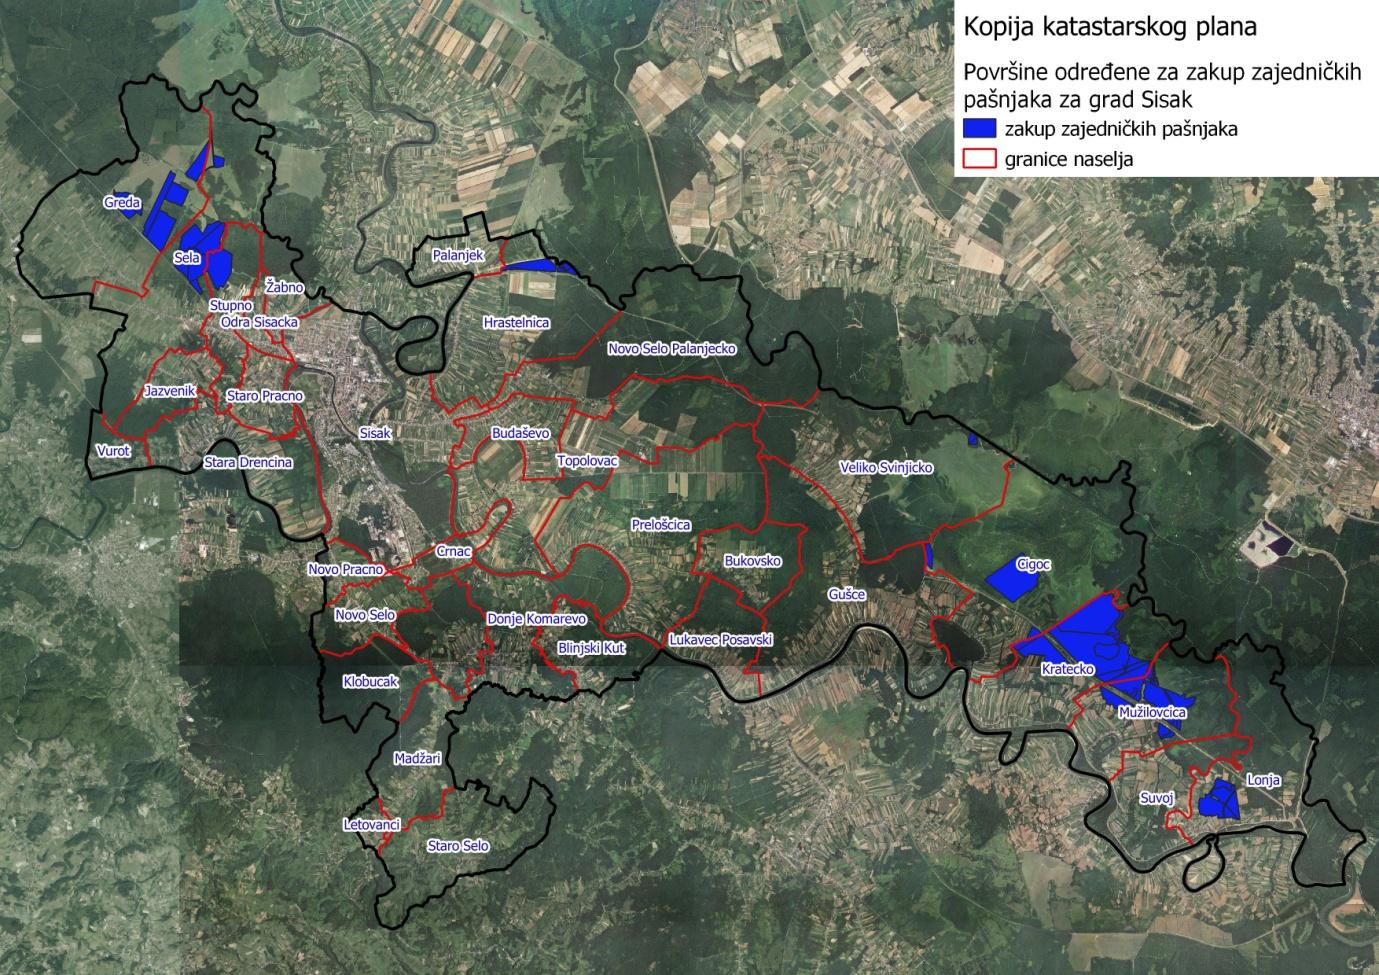 Kopija katastarskog plana
Površine određene za zakup zajedničkih
pašnjaka za grad Sisak
zakup zajedničkih pašnjaka
granice naselja
Greda
Palanjek
Sela
Žabno
Stupno
Odra Sisacka
Hrastelnica
Novo Selo Palanjecko
Jazvenik
Staro Pracno
Sisak
Budaševo
Vurot
Stara Drencina
Topolovac
Veliko Svinjicko
Prelošcica
Crnac
Novo Pracno
Bukovsko
Cigoc
Gušce
Novo Selo
Donje Komarevo
Blinjski Kut
Lukavec Posavski
Kratecko
Klobucak
Mužilovcica
Madžari
Lonja
Suvoj
Letovanci
Staro Selo